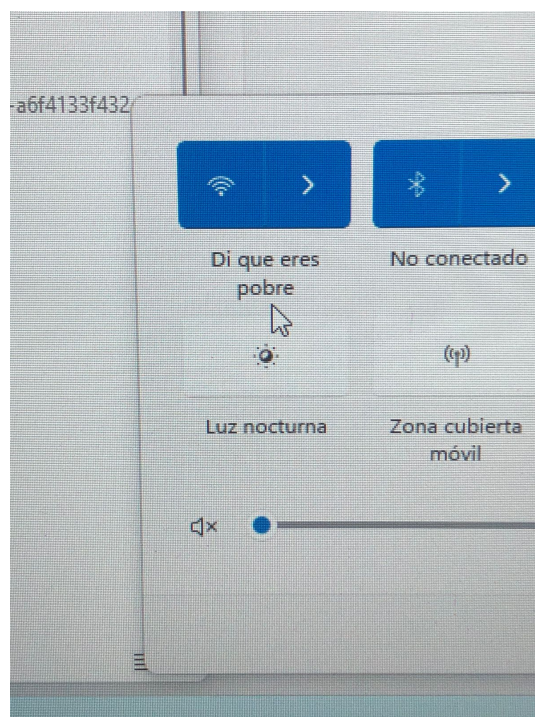 -a6f4133f432
Di que eres
pobre
No conectado
Luz nocturna
Zona cubierta
móvil